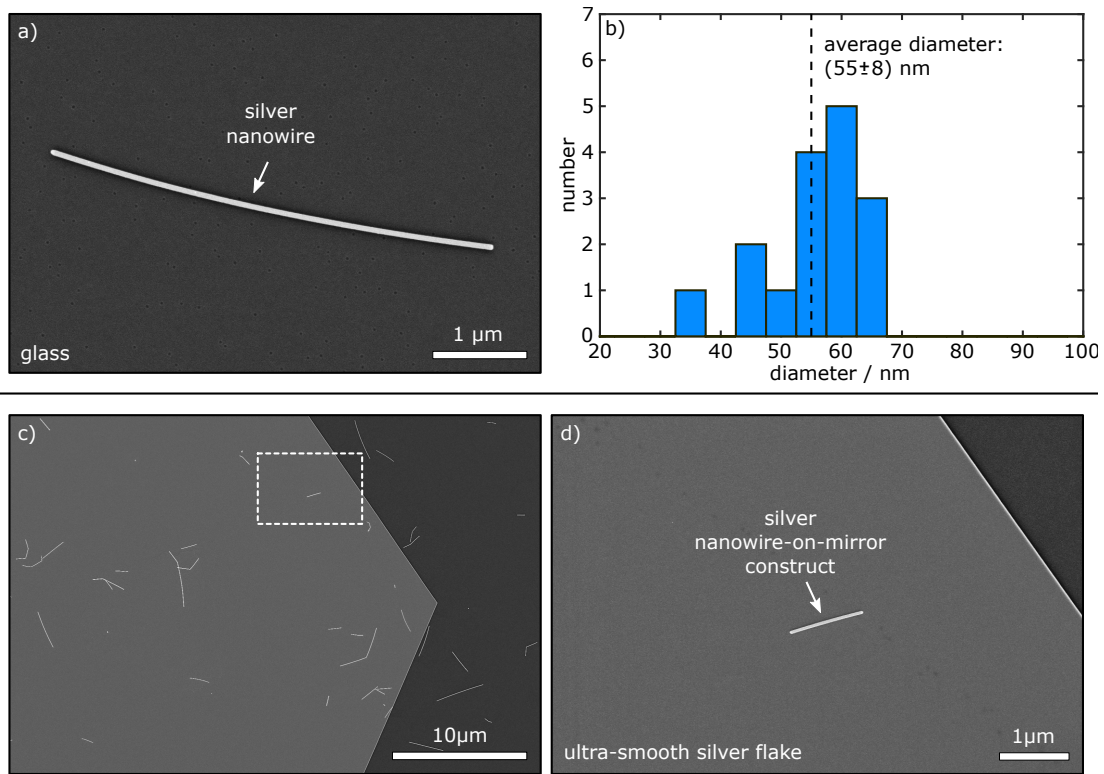 a)
silver
nanowire
glass
1 µm
b)
average diameter:
(55±8) nm
number
7
6
5
4
3
2
1
0
20 30 40 50 60 70 80 90 100
diameter / nm
c)
10µm
d)
silver
nanowire-on-mirror
construct
ultra-smooth silver flake
1µm